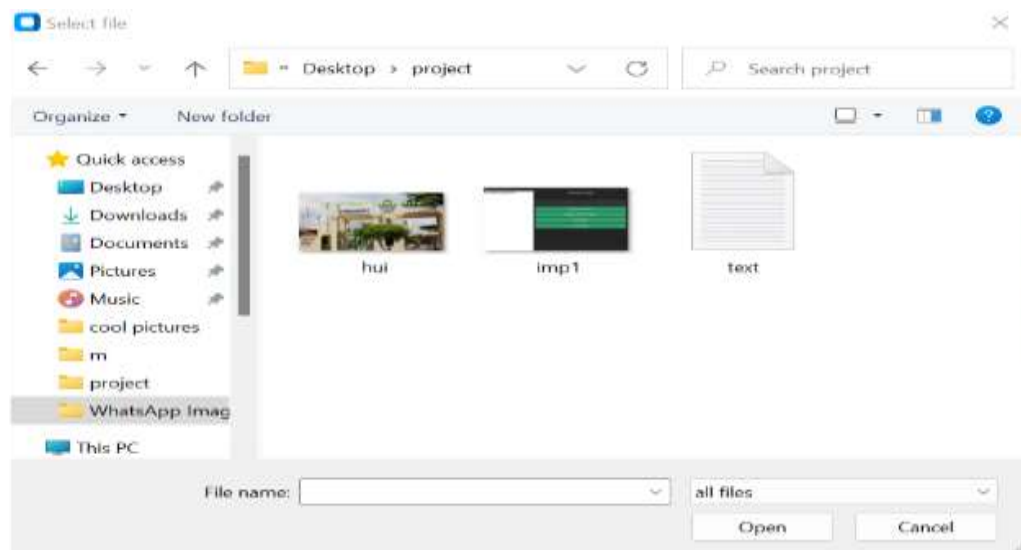 Select file
« Desktop › project
Search project
Organize
New folder
Quick access
Desktop
Downloads
Documents
Pictures
Music
cool pictures
m
project
WhatsApp Imag
This PC
hui
imp1
text
File name:
all files
Open
Cancel